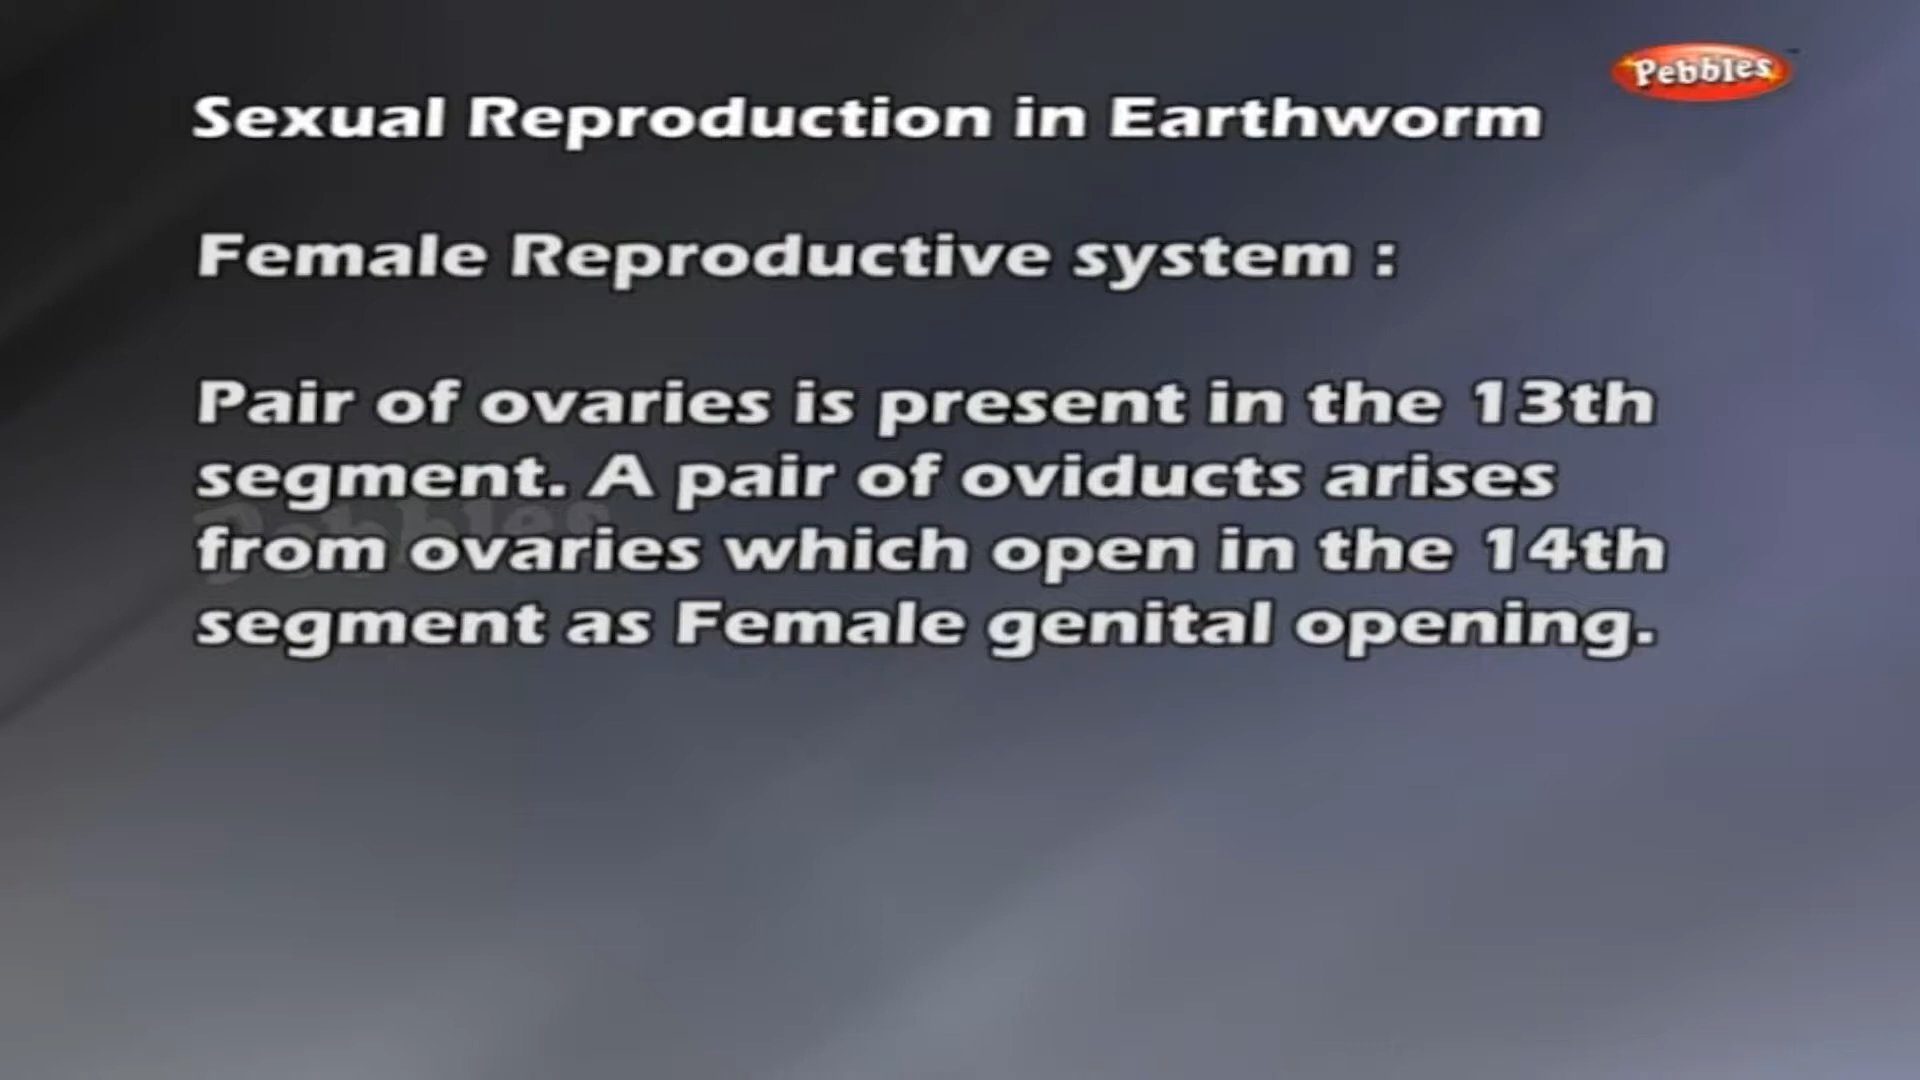 Pebbles
Sexual Reproduction in Earthworm
Female Reproductive system :
Pair of ovaries is present in the 13th
segment. A pair of oviducts arises
from ovaries which open in the 14th
segment as Female genital opening.
Pebbles